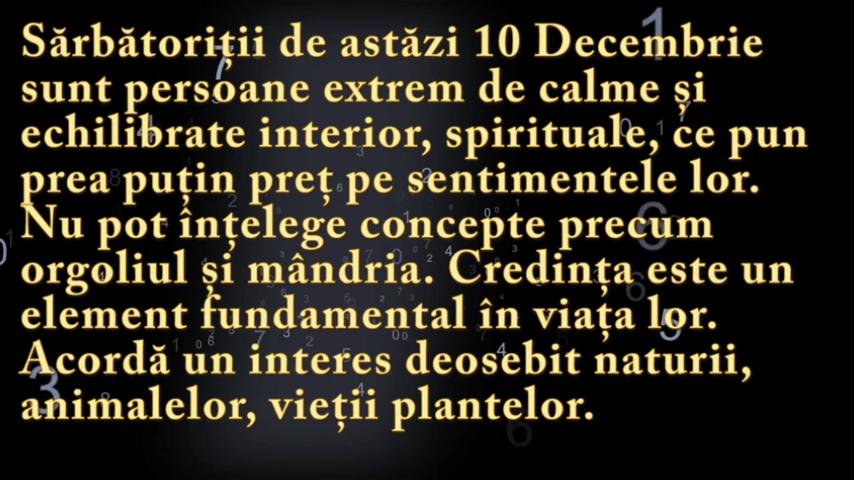 Sărbătoriții de astăzi 10 Decembrie
sunt persoane extrem de calme și
echilibrate interior, spirituale, ce pun
prea puțin preț pe sentimentele lor.
Nu pot înțelege concepte precum
orgoliul și mândria. Credința este un
element fundamental în viața lor.
Acordă un interes deosebit naturii,
animalelor, vieții plantelor.